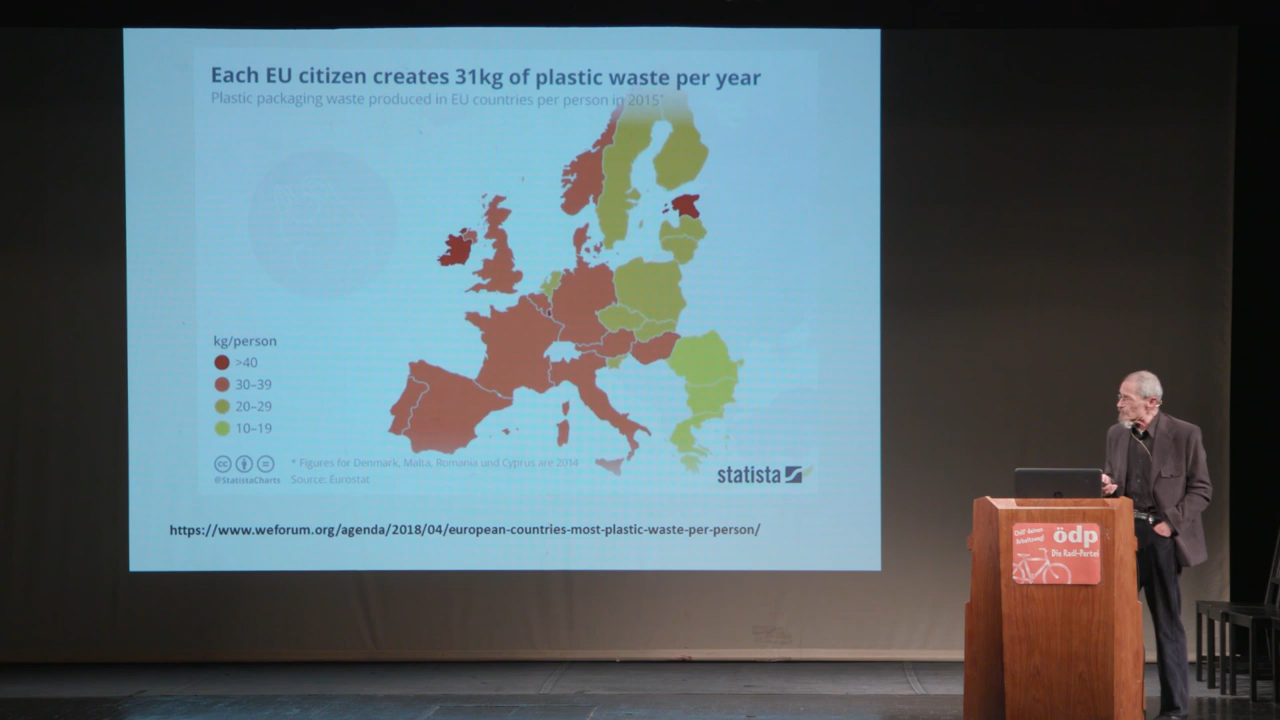 Each EU citizen creates 31kg of plastic waste per year
Plastic packaging waste produced in EU countries per person in 2015*
kg/person
>40
30–39
20–29
10–19
cc
@StatistaCharts
* Figures for Denmark, Malta, Romania und Cyprus are 2014
Source: Eurostat
statista
https://www.weforum.org/agenda/2018/04/european-countries-most-plastic-waste-per-person/
ödp
Die Radl-Partei
hp